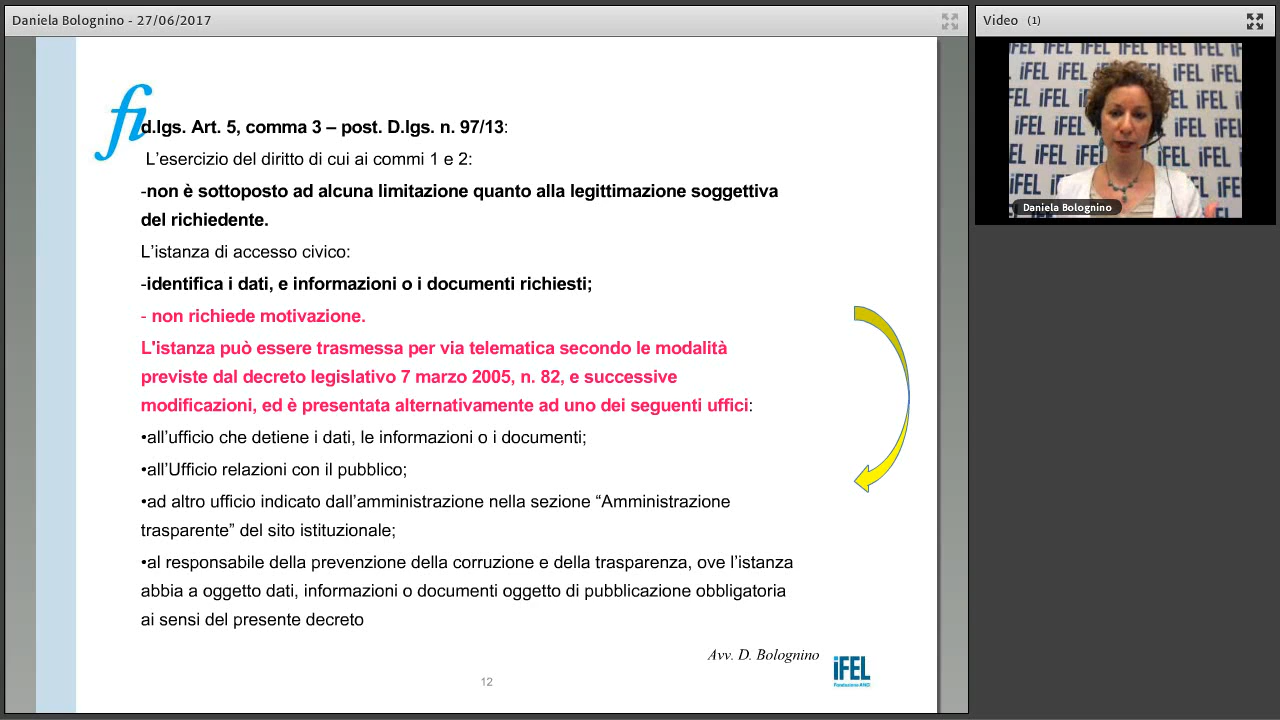 Daniela Bolognino - 27/06/2017
Video (1)
fi
d.lgs. Art. 5, comma 3 – post. D.lgs. n. 97/13:
L’esercizio del diritto di cui ai commi 1 e 2:
-non è sottoposto ad alcuna limitazione quanto alla legittimazione soggettiva
del richiedente.
L’istanza di accesso civico:
-identifica i dati, e informazioni o i documenti richiesti;
- non richiede motivazione.
L'istanza può essere trasmessa per via telematica secondo le modalità
previste dal decreto legislativo 7 marzo 2005, n. 82, e successive
modificazioni, ed è presentata alternativamente ad uno dei seguenti uffici:
•all’ufficio che detiene i dati, le informazioni o i documenti;
•all’Ufficio relazioni con il pubblico;
•ad altro ufficio indicato dall’amministrazione nella sezione “Amministrazione
trasparente” del sito istituzionale;
•al responsabile della prevenzione della corruzione e della trasparenza, ove l’istanza
abbia a oggetto dati, informazioni o documenti oggetto di pubblicazione obbligatoria
ai sensi del presente decreto
Avv. D. Bolognino
12
iFEL
Fondazione ANCI
iFEL iFEL iFEL iFEL
Daniela Bolognino